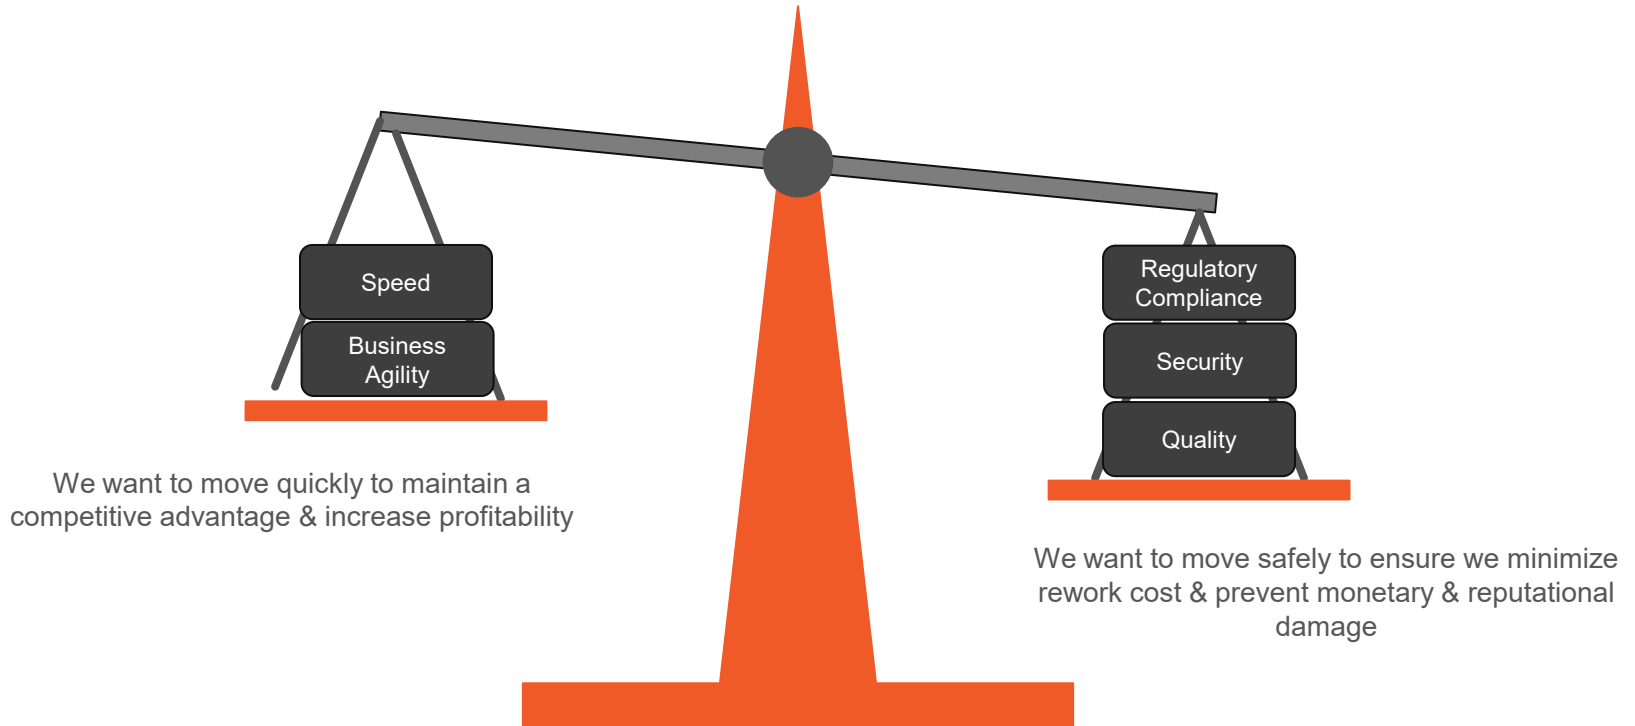 Speed
Business
Agility
We want to move quickly to maintain a
competitive advantage & increase profitability
Regulatory
Compliance
Security
Quality
We want to move safely to ensure we minimize
rework cost & prevent monetary & reputational
damage